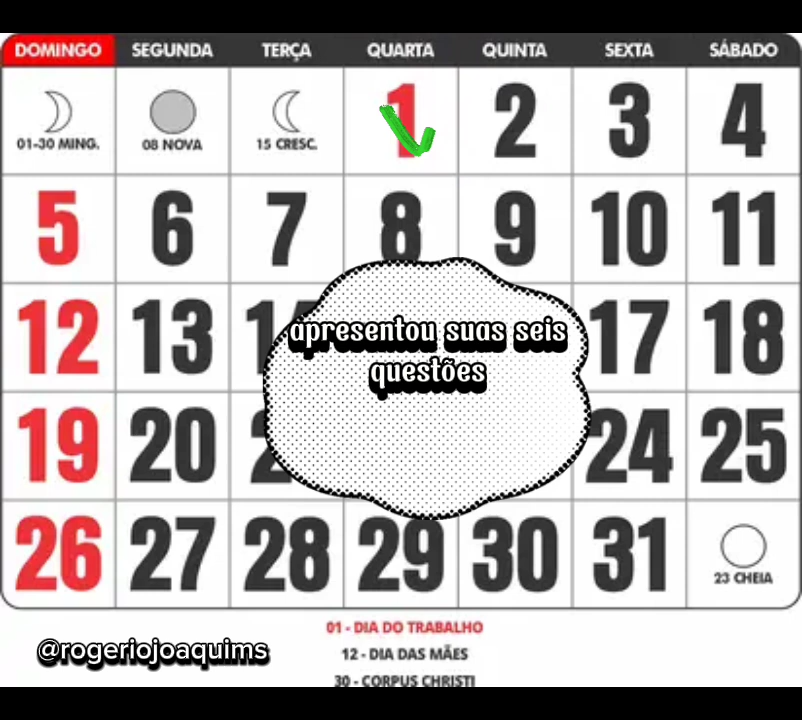 DOMINGO SEGUNDA TERÇA QUARTA QUINTA SEXTA SÁBADO
1 2 3 4
01-30 MING. 08 NOVA 15 CRESC.
5 6 7 8 9 10 11
apresentou suas seis
questões
12 13 17 18
19 20 24 25
26 27 28 29 30 31
23 CHEIA
01 - DIA DO TRABALHO
@rogeriojoaquims
12 - DIA DAS MÃES
30 - CORPUS CHRISTI